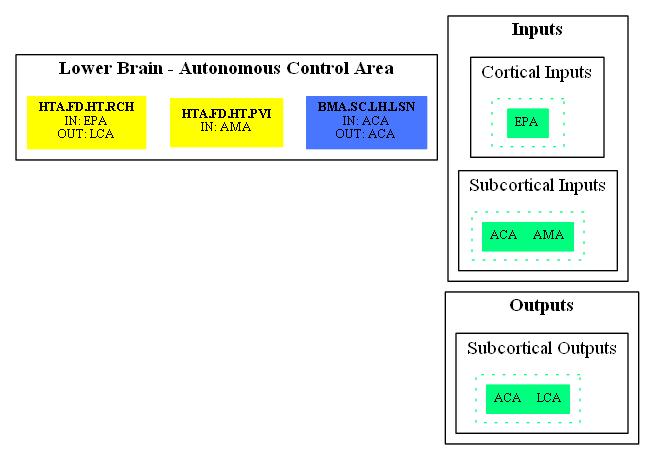 Inputs
Lower Brain - Autonomous Control Area
Cortical Inputs
HTA.FD.HT.RCH
IN: EPA
OUT: LCA
HTA.FD.HT.PVI
IN: AMA
BMA.SC.LH.LSN
IN: ACA
OUT: ACA
EPA
Subcortical Inputs
ACA AMA
Outputs
Subcortical Outputs
ACA LCA